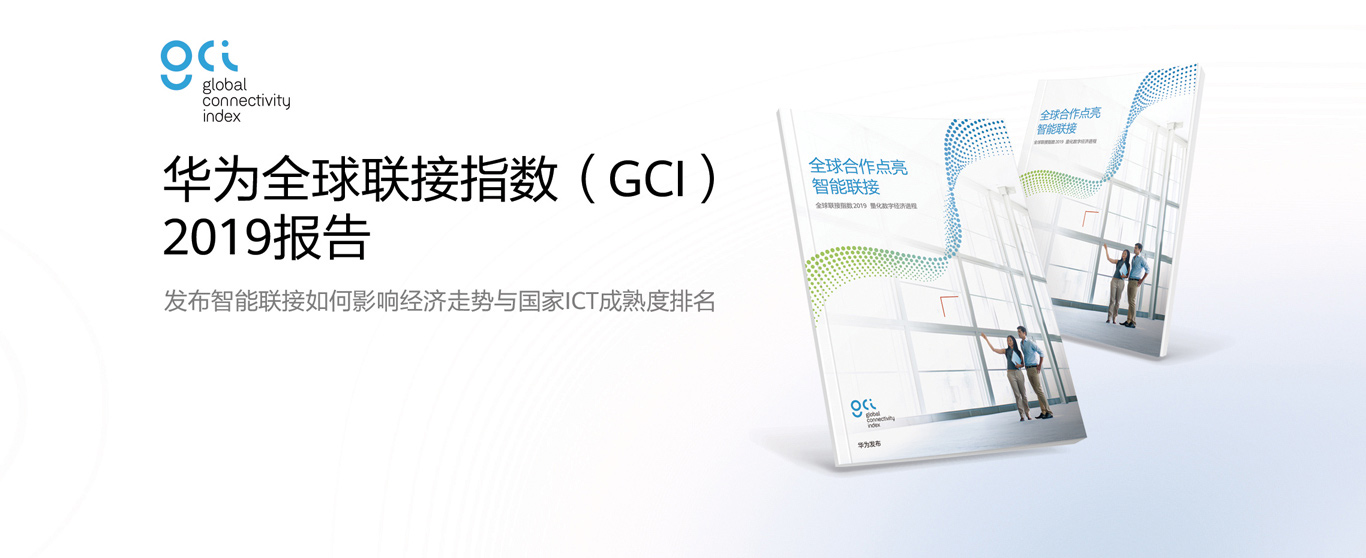 gci
global
connectivity
index
华为全球联接指数（GCI）
2019报告
发布智能联接如何影响经济走势与国家ICT成熟度排名
全球合作点亮
智能联接
全球联接指数 2019 量化数字经济进程
gci
global
connectivity
index
华为发布
全球合作点亮
智能联接
全球联接指数 2019 量化数字经济进程